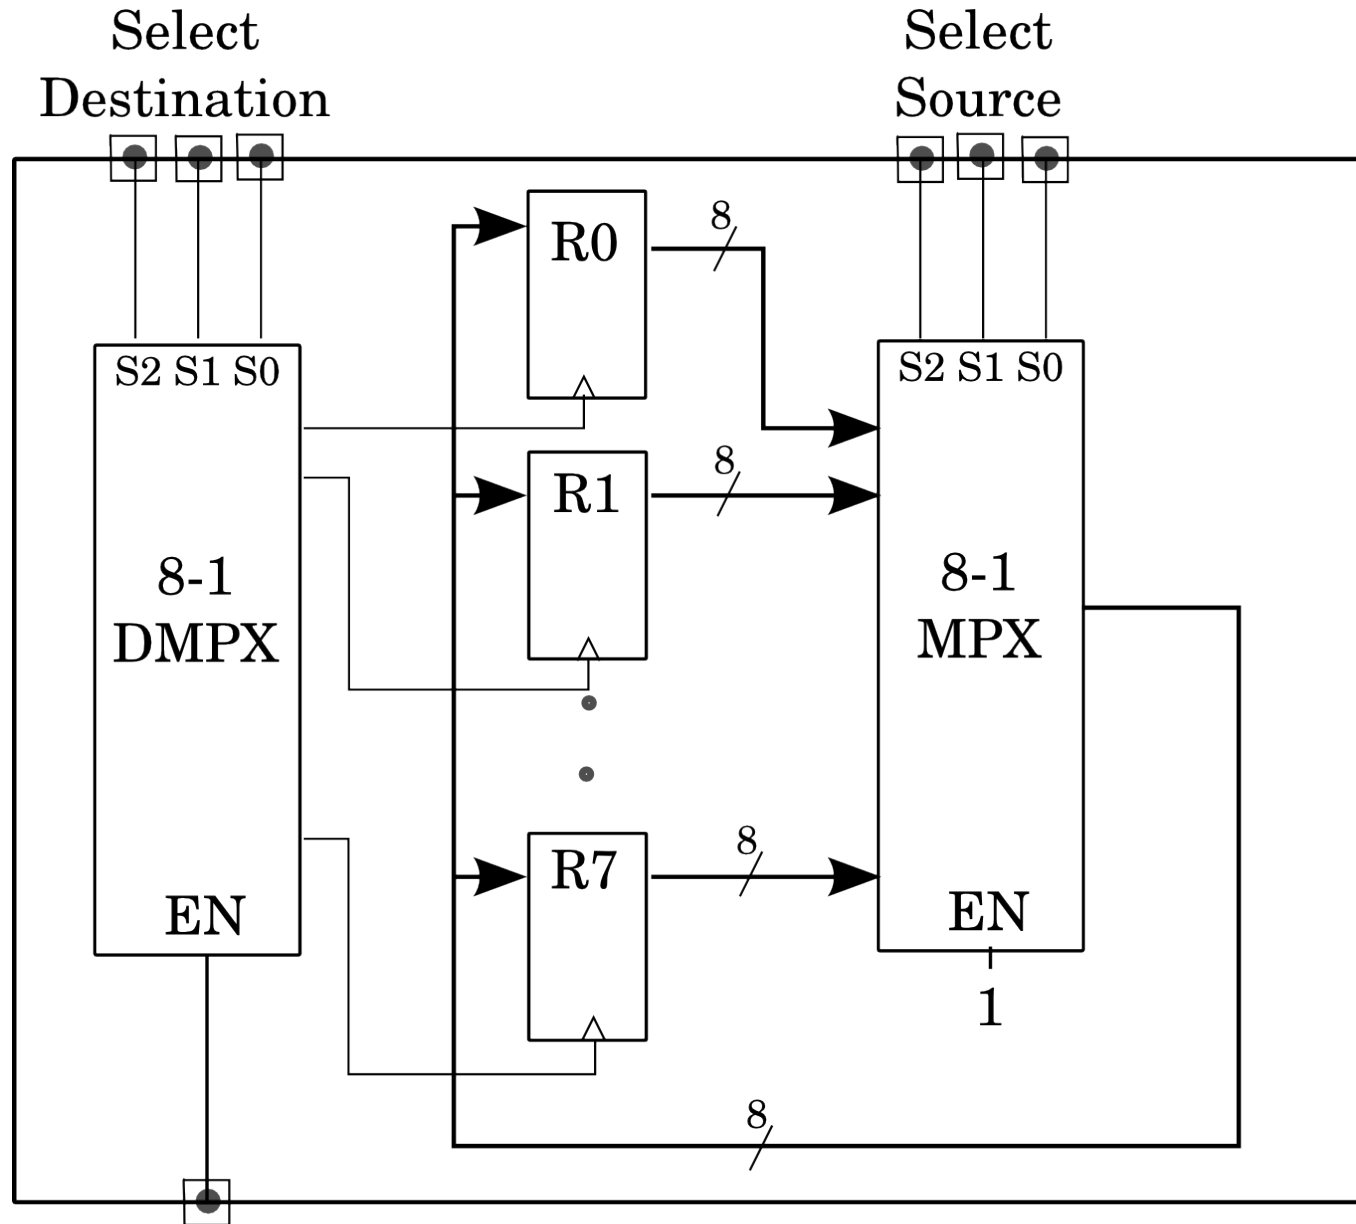 Select
Destination
Select
Source
S2 S1 S0
8-1
DMPX
EN
R0
8
R1
8
R7
8
S2 S1 S0
8-1
MPX
EN
1
8